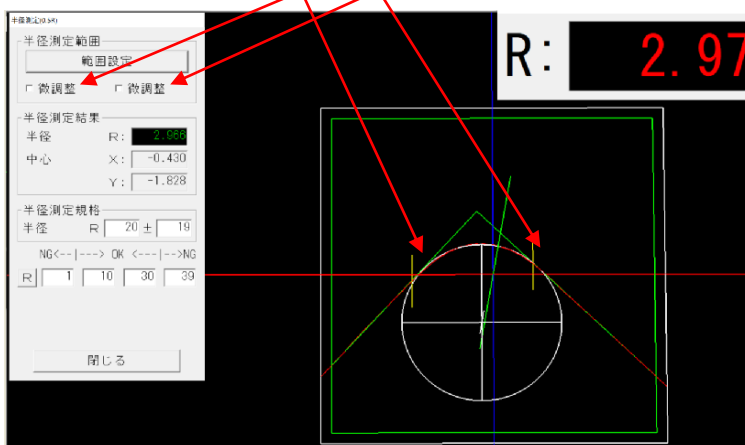 半径測定(0.5R)
半径測定範囲
範囲設定
微調整 微調整
半径測定結果
半径 R: 2.966
中心 X: -0.430
Y: -1.828
半径測定規格
半径 R 20 ± 19
NG<--|---> OK <---|-->NG
R 1 10 30 39
閉じる
R: 2.97